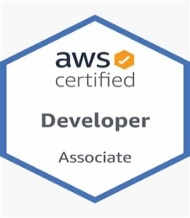 aws
certified
Developer
Associate